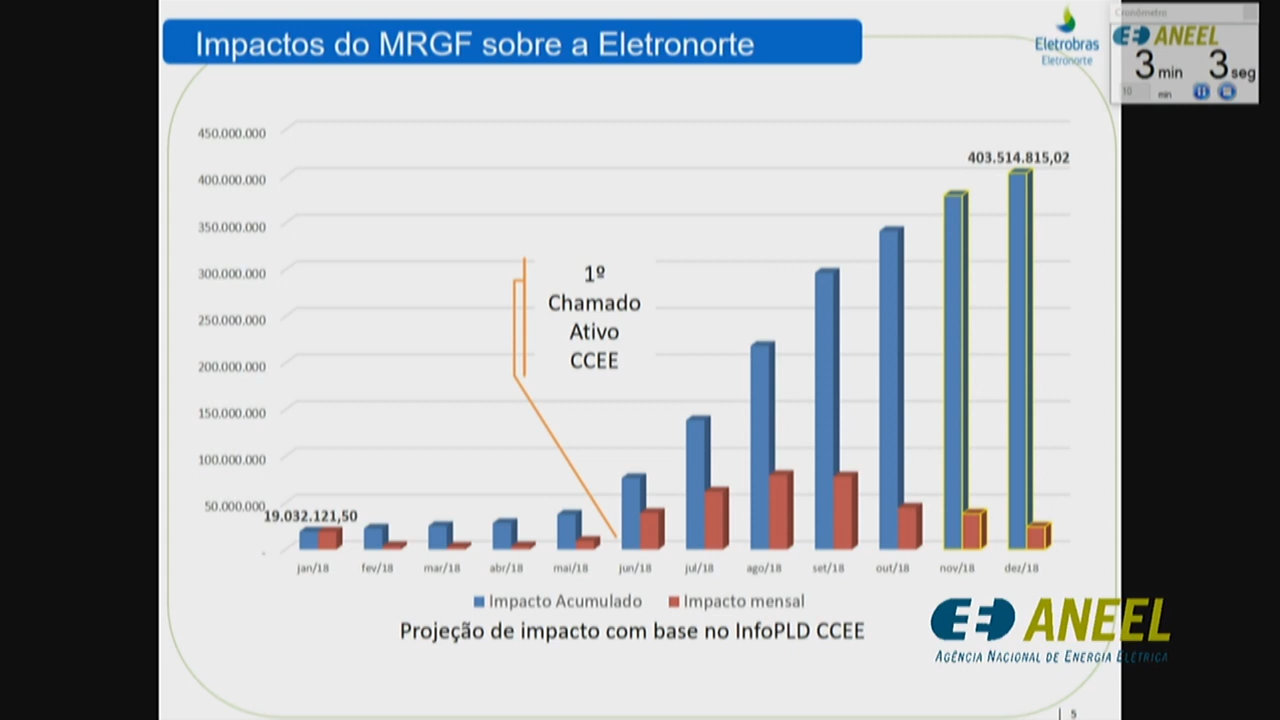 Impactos do MRGF sobre a Eletronorte
Eletrobras
Eletronorte
Cronômetro
ANEEL
3 min 3 seg
10 min
450.000.000
400.000.000
350.000.000
300.000.000
250.000.000
200.000.000
150.000.000
100.000.000
50.000.000
-
403.514.815,02
19.032.121,50
1º
Chamado
Ativo
CCEE
jan/18 fev/18 mar/18 abr/18 mai/18 jun/18 jul/18 ago/18 set/18 out/18 nov/18 dez/18
Impacto Acumulado Impacto mensal
Projeção de impacto com base no InfoPLD CCEE
ANEEL
AGÊNCIA NACIONAL DE ENERGIA ELÉTRICA
5